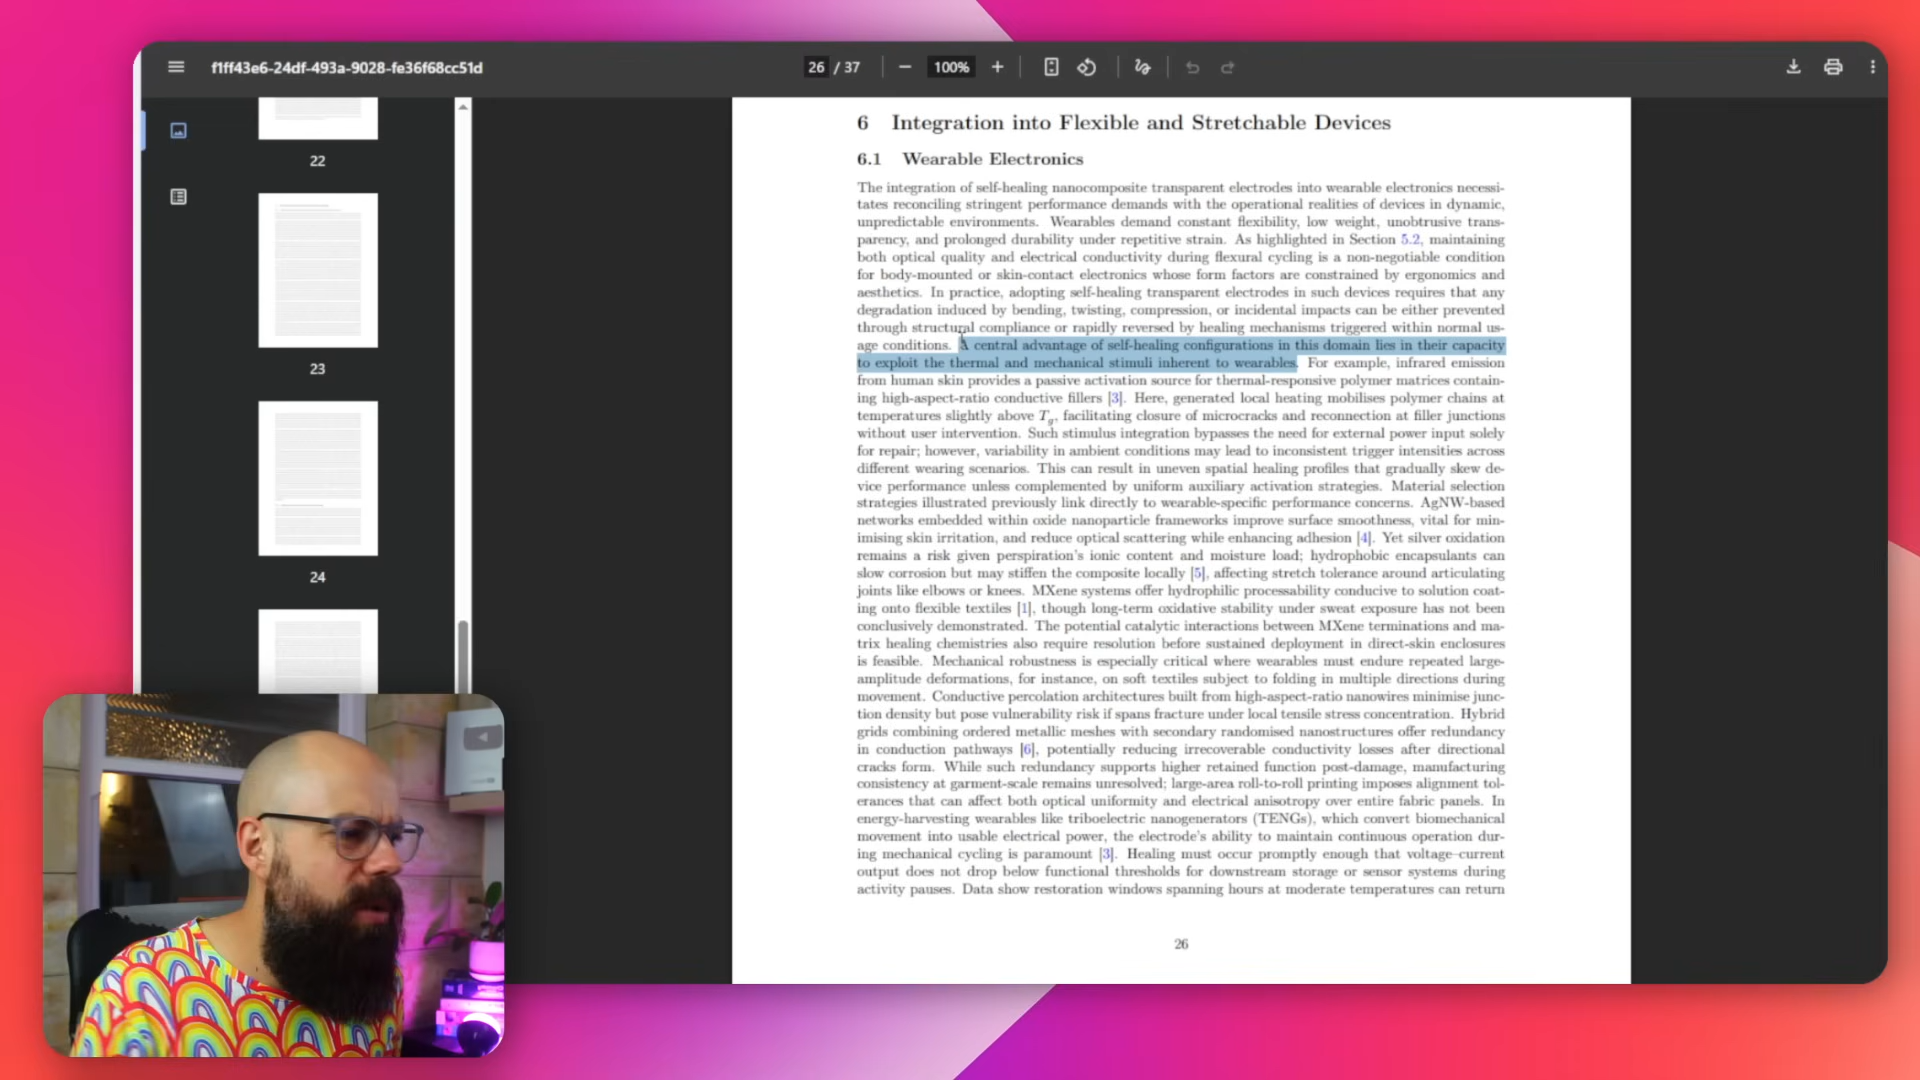 f1ff43e6-24df-493a-9028-fe36f68cc51d
26 / 37
100%
22
23
24
6 Integration into Flexible and Stretchable Devices
6.1 Wearable Electronics
The integration of self-healing nanocomposite transparent electrodes into wearable electronics necessi-
tates reconciling stringent performance demands with the operational realities of devices in dynamic,
unpredictable environments. Wearables demand constant flexibility, low weight, unobtrusive trans-
parency, and prolonged durability under repetitive strain. As highlighted in Section 5.2, maintaining
both optical quality and electrical conductivity during flexural cycling is a non-negotiable condition
for body-mounted or skin-contact electronics whose form factors are constrained by ergonomics and
aesthetics. In practice, adopting self-healing transparent electrodes in such devices requires that any
degradation induced by bending, twisting, compression, or incidental impacts can be either prevented
through structural compliance or rapidly reversed by healing mechanisms triggered within normal us-
age conditions. A central advantage of self-healing configurations in this domain lies in their capacity
to exploit the thermal and mechanical stimuli inherent to wearables. For example, infrared emission
from human skin provides a passive activation source for thermal-responsive polymer matrices contain-
ing high-aspect-ratio conductive fillers [3]. Here, generated local heating mobilises polymer chains at
temperatures slightly above Tg, facilitating closure of microcracks and reconnection at filler junctions
without user intervention. Such stimulus integration bypasses the need for external power input solely
for repair; however, variability in ambient conditions may lead to inconsistent trigger intensities across
different wearing scenarios. This can result in uneven spatial healing profiles that gradually skew de-
vice performance unless complemented by uniform auxiliary activation strategies. Material selection
strategies illustrated previously link directly to wearable-specific performance concerns. AgNW-based
networks embedded within oxide nanoparticle frameworks improve surface smoothness, vital for min-
imising skin irritation, and reduce optical scattering while enhancing adhesion [4]. Yet silver oxidation
remains a risk given perspiration's ionic content and moisture load; hydrophobic encapsulants can
slow corrosion but may stiffen the composite locally [5], affecting stretch tolerance around articulating
joints like elbows or knees. MXene systems offer hydrophilic processability conducive to solution coat-
ing onto flexible textiles [1], though long-term oxidative stability under sweat exposure has not been
conclusively demonstrated. The potential catalytic interactions between MXene terminations and ma-
trix healing chemistries also require resolution before sustained deployment in direct-skin enclosures
is feasible. Mechanical robustness is especially critical where wearables must endure repeated large-
amplitude deformations, for instance, on soft textiles subject to folding in multiple directions during
movement. Conductive percolation architectures built from high-aspect-ratio nanowires minimise junc-
tion density but pose vulnerability risk if spans fracture under local tensile stress concentration. Hybrid
grids combining ordered metallic meshes with secondary randomised nanostructures offer redundancy
in conduction pathways [6], potentially reducing irrecoverable conductivity losses after directional
cracks form. While such redundancy supports higher retained function post-damage, manufacturing
consistency at garment-scale remains unresolved; large-area roll-to-roll printing imposes alignment tol-
erances that can affect both optical uniformity and electrical anisotropy over entire fabric panels. In
energy-harvesting wearables like triboelectric nanogenerators (TENGs), which convert biomechanical
movement into usable electrical power, the electrode's ability to maintain continuous operation dur-
ing mechanical cycling is paramount [3]. Healing must occur promptly enough that voltage–current
output does not drop below functional thresholds for downstream storage or sensor systems during
activity pauses. Data show restoration windows spanning hours at moderate temperatures can return
26